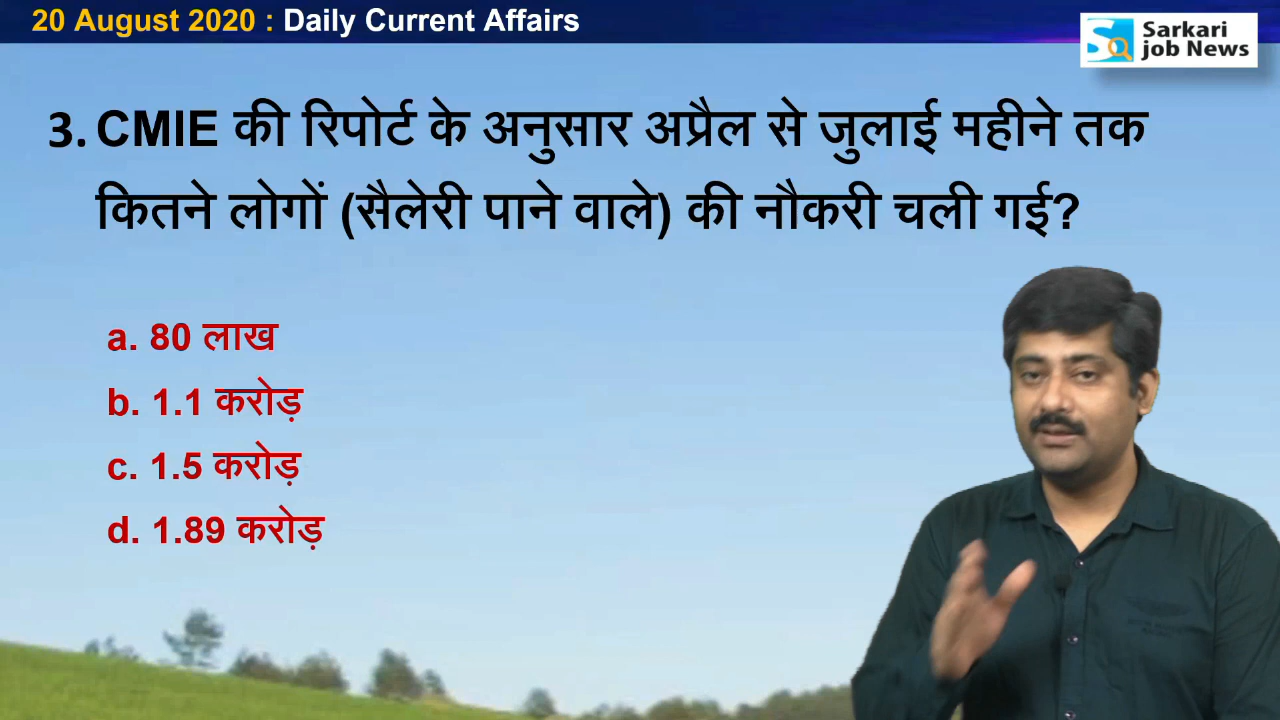 20 August 2020 : Daily Current Affairs
Sarkari
job News
3. CMIE की रिपोर्ट के अनुसार अप्रैल से जुलाई महीने तक
कितने लोगों (सैलेरी पाने वाले) की नौकरी चली गई?
a. 80 लाख
b. 1.1 करोड़
c. 1.5 करोड़
d. 1.89 करोड़